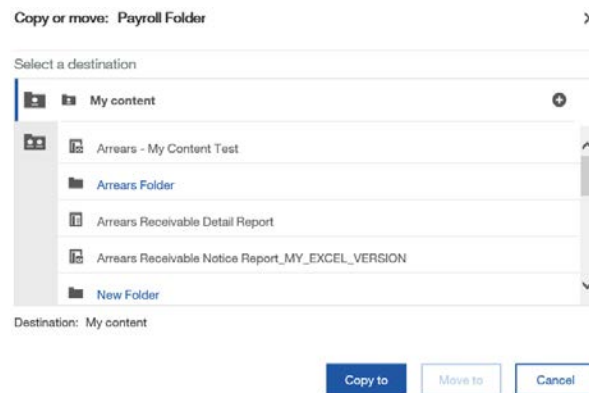 Copy or move: Payroll Folder
Select a destination
My content
Arrears - My Content Test
Arrears Folder
Arrears Receivable Detail Report
Arrears Receivable Notice Report_MY_EXCEL_VERSION
New Folder
Destination: My content
Copy to Move to Cancel